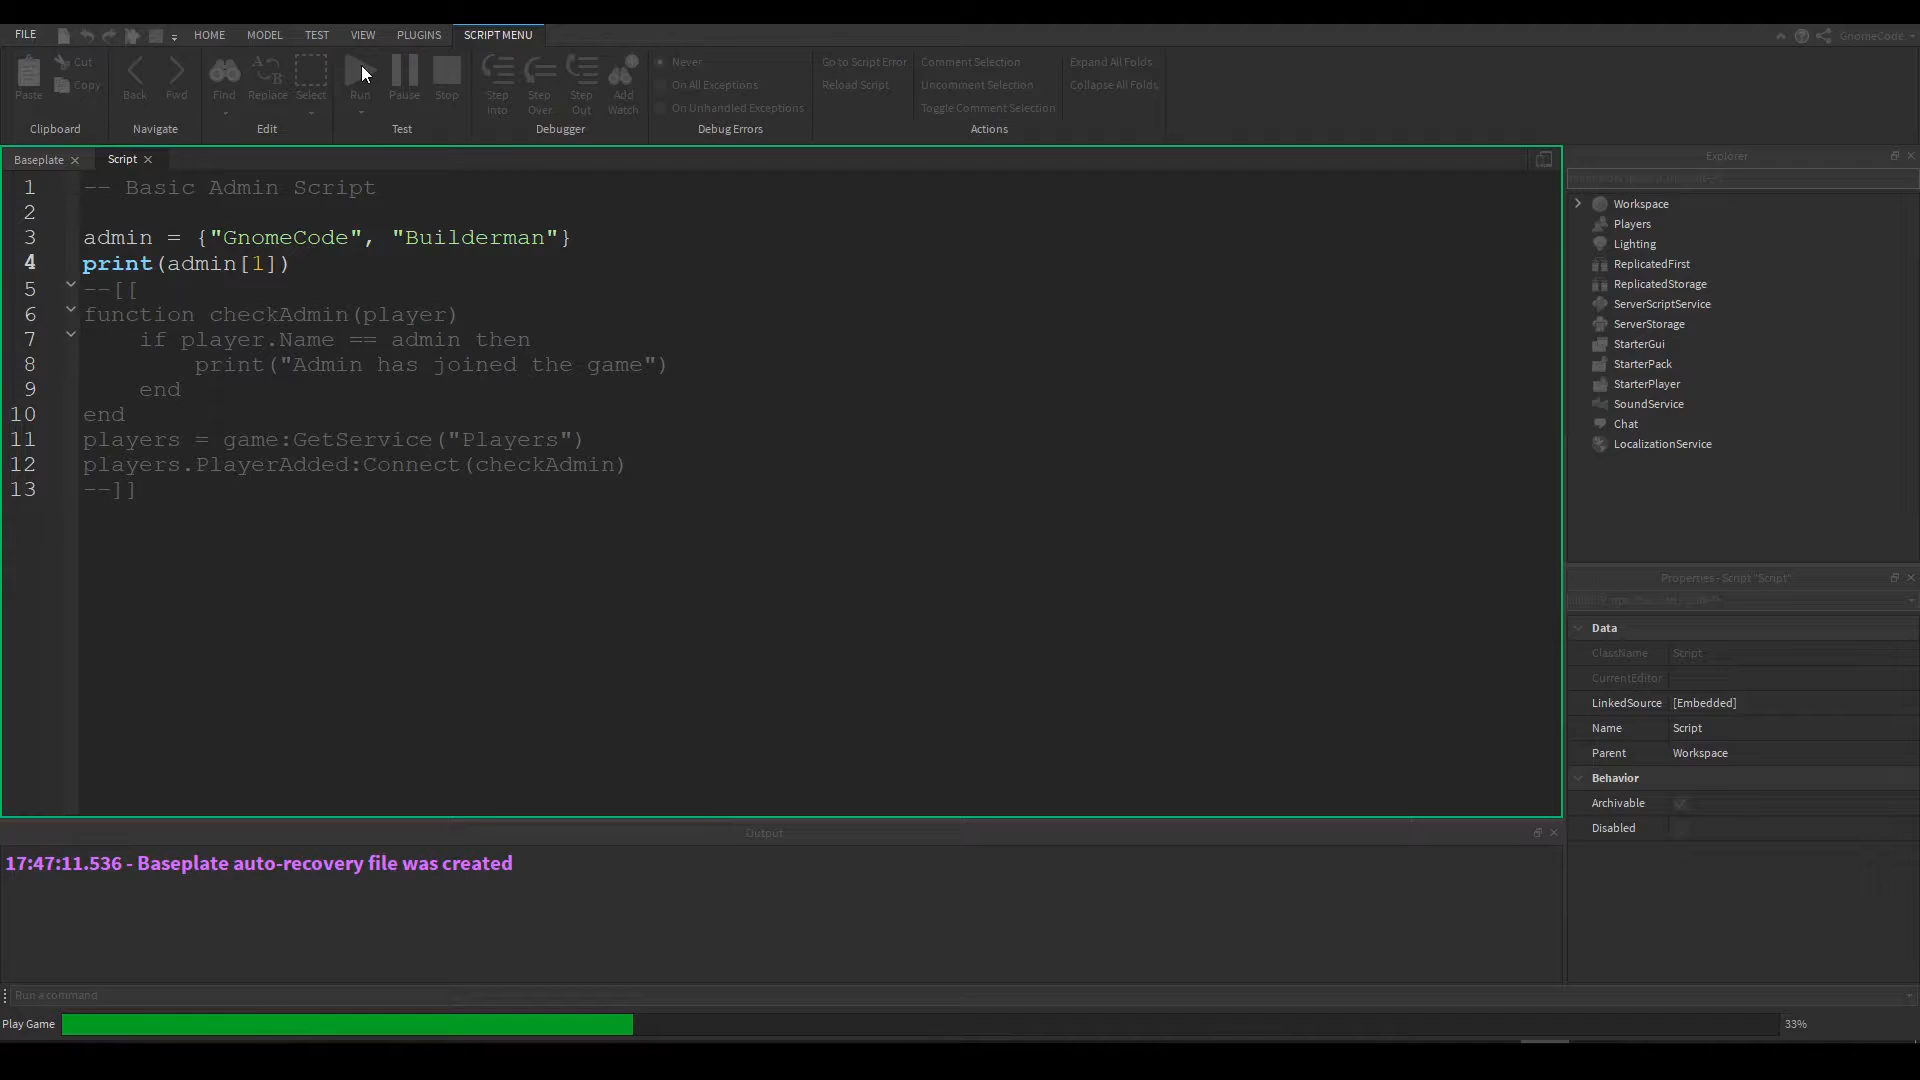 FILE HOME MODEL TEST VIEW PLUGINS SCRIPT MENU GnomeCode
Paste Cut Copy
Clipboard
Back Fwd
Navigate
Find Replace Select
Edit
Run Pause Stop
Test
Step Into Step Over Step Out Add Watch
Debugger
Never
On All Exceptions
On Unhandled Exceptions
Debug Errors
Go to Script Error
Reload Script
Comment Selection
Uncomment Selection
Toggle Comment Selection
Expand All Folds
Collapse All Folds
Actions
Baseplate Script
1 -- Basic Admin Script
2
3 admin = {"GnomeCode", "Builderman"}
4 print(admin[1])
5 --[[
6 function checkAdmin(player)
7 if player.Name == admin then
8 print("Admin has joined the game")
9 end
10 end
11 players = game:GetService("Players")
12 players.PlayerAdded:Connect(checkAdmin)
13 --]]
Explorer
Workspace
Players
Lighting
ReplicatedFirst
ReplicatedStorage
ServerScriptService
ServerStorage
StarterGui
StarterPack
StarterPlayer
SoundService
Chat
LocalizationService
Properties - Script "Script"
Data
ClassName Script
CurrentEditor
LinkedSource [Embedded]
Name Script
Parent Workspace
Behavior
Archivable
Disabled
Output
17:47:11.536 - Baseplate auto-recovery file was created
Run a command
Play Game 33%